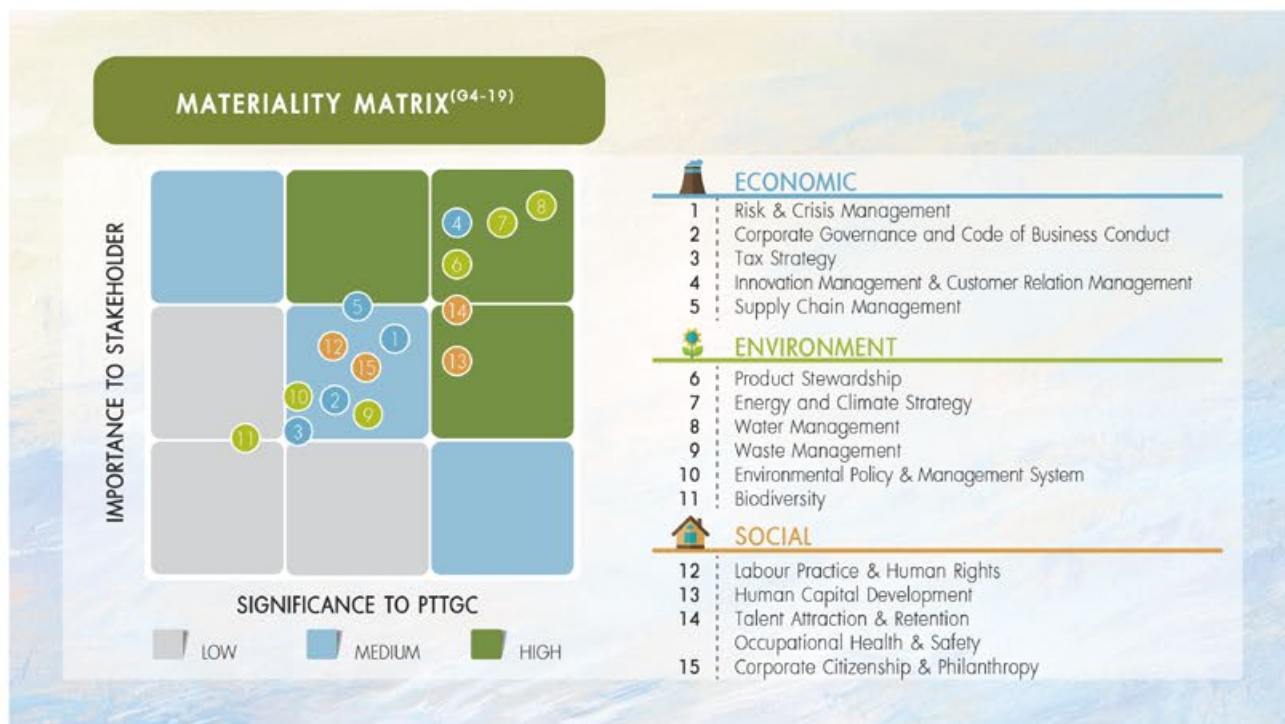 MATERIALITY MATRIX(G4-19)
IMPORTANCE TO STAKEHOLDER
8
4
7
6
5
14
1
12
13
15
10
2
9
3
11
SIGNIFICANCE TO PTTGC
LOW
MEDIUM
HIGH
ECONOMIC
1 Risk & Crisis Management
2 Corporate Governance and Code of Business Conduct
3 Tax Strategy
4 Innovation Management & Customer Relation Management
5 Supply Chain Management
ENVIRONMENT
6 Product Stewardship
7 Energy and Climate Strategy
8 Water Management
9 Waste Management
10 Environmental Policy & Management System
11 Biodiversity
SOCIAL
12 Labour Practice & Human Rights
13 Human Capital Development
14 Talent Attraction & Retention
Occupational Health & Safety
15 Corporate Citizenship & Philanthropy